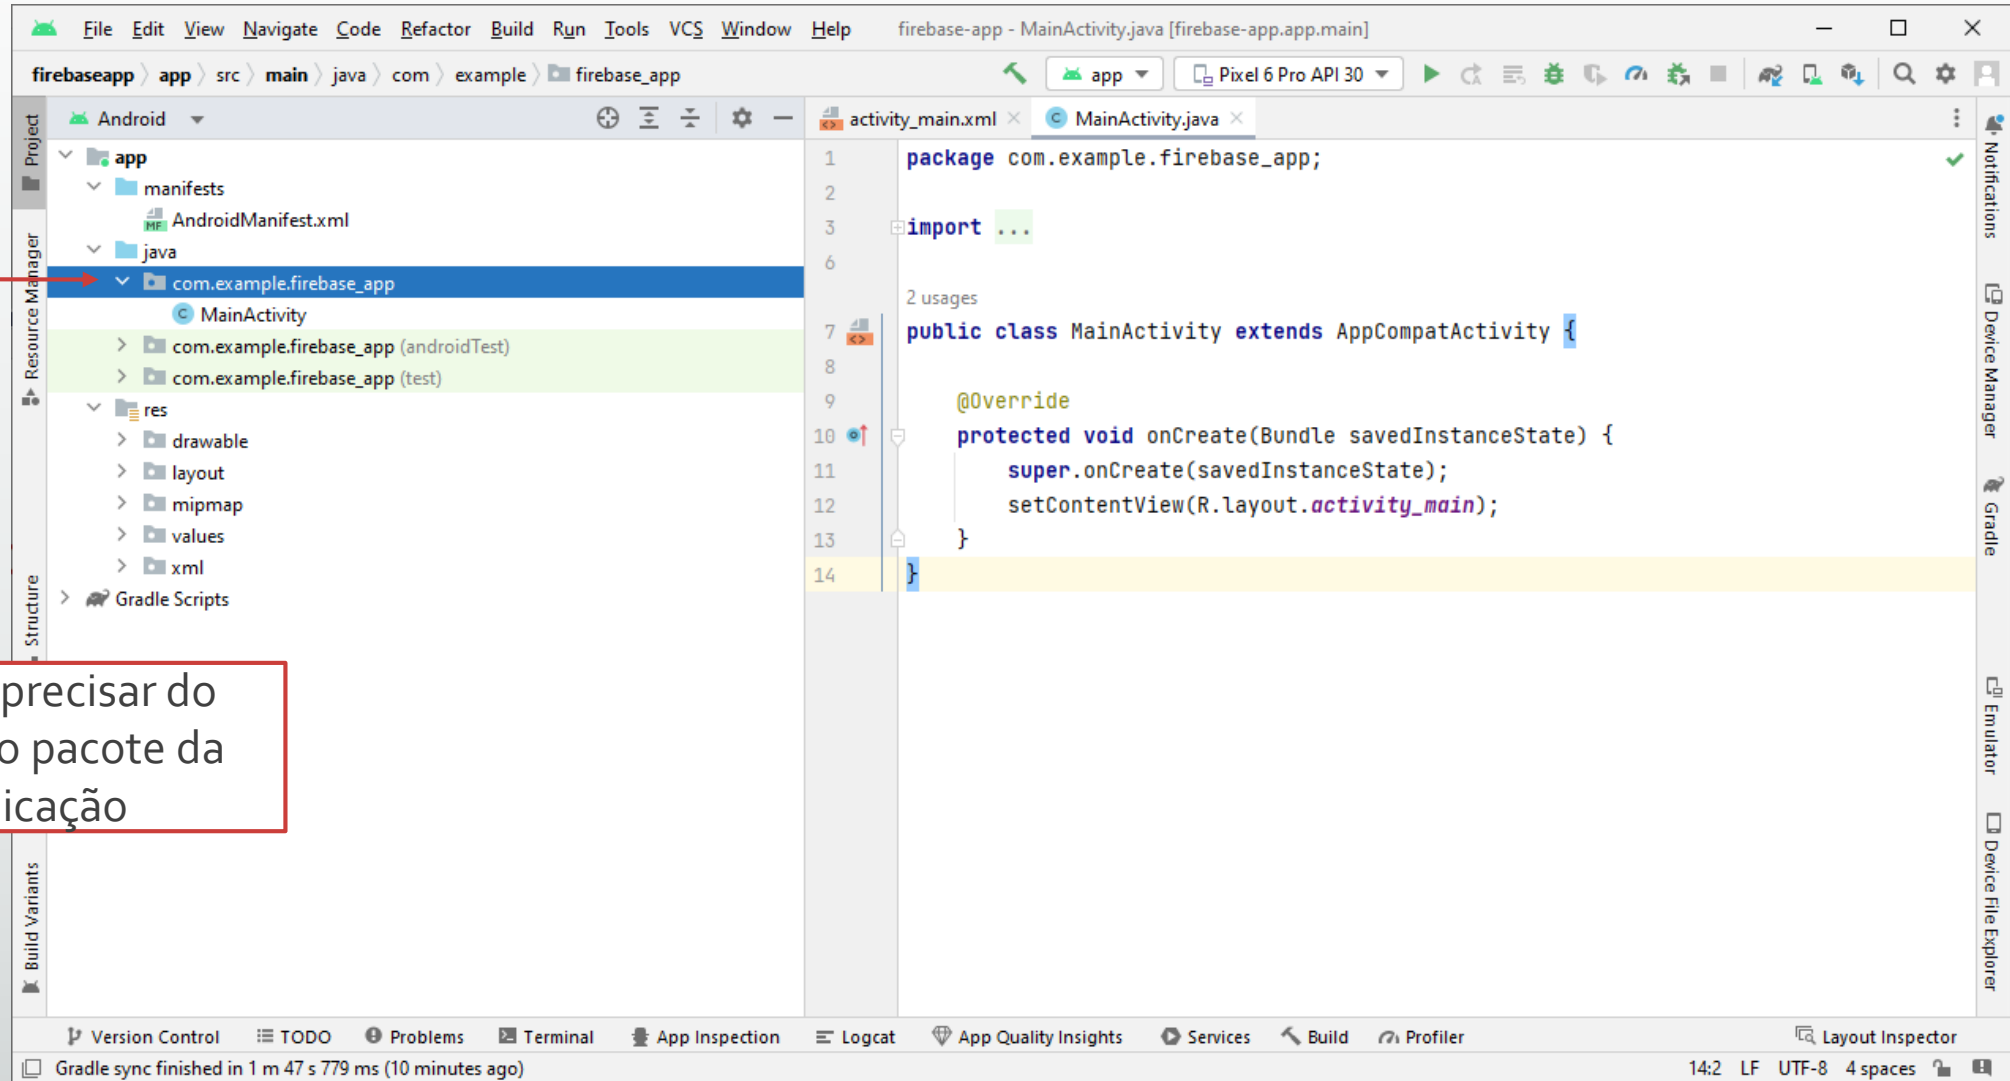 File Edit View Navigate Code Refactor Build Run Tools VCS Window Help firebase-app - MainActivity.java [firebase-app.app.main]
firebaseapp app src main java com example firebase_app app Pixel 6 Pro API 30
Project
Resource Manager
Structure
Build Variants
Android
app
manifests
AndroidManifest.xml
java
com.example.firebase_app
MainActivity
com.example.firebase_app (androidTest)
com.example.firebase_app (test)
res
drawable
layout
mipmap
values
xml
Gradle Scripts
precisar do
o pacote da
icação
activity_main.xml MainActivity.java
1 package com.example.firebase_app;
2
3 import ...
6
2 usages
7 public class MainActivity extends AppCompatActivity {
8
9 @Override
10 protected void onCreate(Bundle savedInstanceState) {
11 super.onCreate(savedInstanceState);
12 setContentView(R.layout.activity_main);
13 }
14 }
Notifications
Device Manager
Gradle
Emulator
Device File Explorer
Version Control TODO Problems Terminal App Inspection Logcat App Quality Insights Services Build Profiler Layout Inspector
Gradle sync finished in 1 m 47 s 779 ms (10 minutes ago) 14:2 LF UTF-8 4 spaces